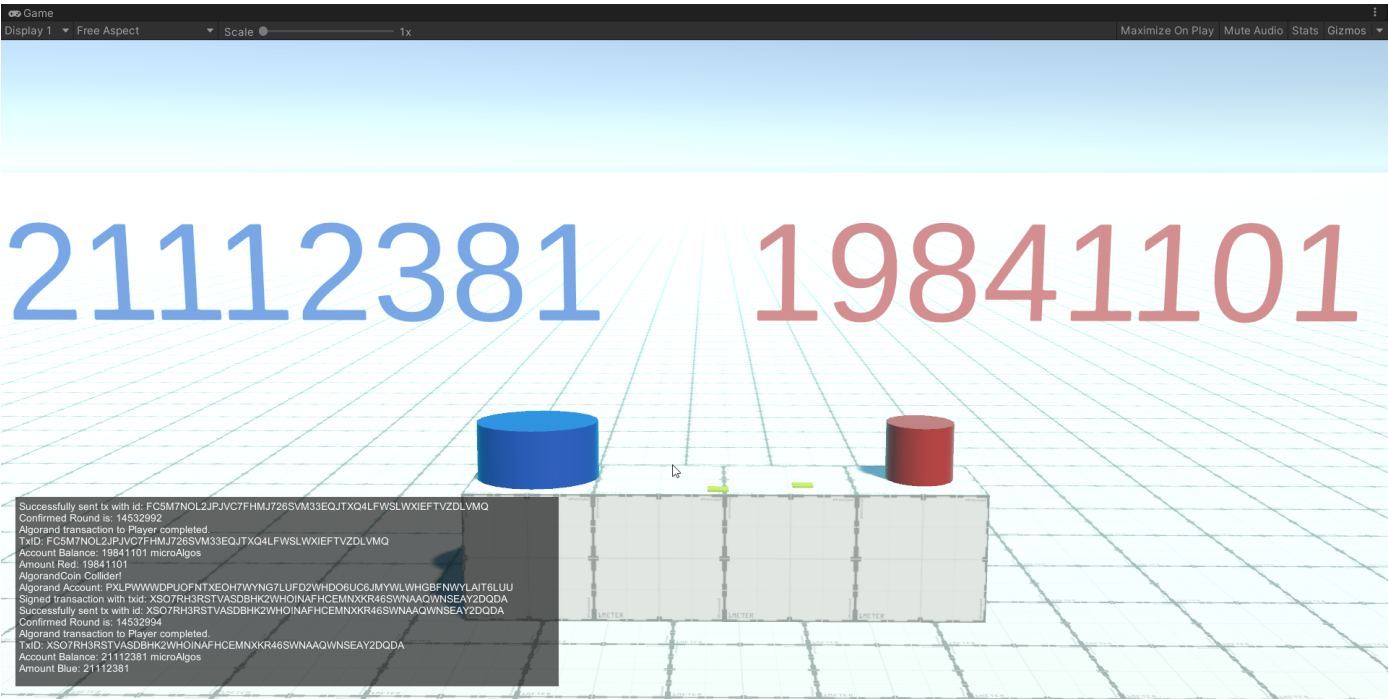 Game
Display 1 Free Aspect Scale 1x Maximize On Play Mute Audio Stats Gizmos
21112381 19841101
Successfully sent tx with id: FC5M7NOL2JPJVC7FHMJ726SVM33EQJTXQ4LFWSLWXIEFTVZDLVMQ
Confirmed Round is: 14532992
Algorand transaction to Player completed.
TxID: FC5M7NOL2JPJVC7FHMJ726SVM33EQJTXQ4LFWSLWXIEFTVZDLVMQ
Account Balance: 19841101 microAlgos
Amount Red: 19841101
AlgorandCoin Collider!
Algorand Account: PXLPWWWDPUOFNTXEOH7WYNG7LUFD2WHDO6UC6JMYWLWHGBFNWYLAIT6LUU
Signed transaction with txid: XSO7RH3RSTVASDBHK2WHOINAFHCEMNXKR46SWNAAQWNSEAY2DQDA
Successfully sent tx with id: XSO7RH3RSTVASDBHK2WHOINAFHCEMNXKR46SWNAAQWNSEAY2DQDA
Confirmed Round is: 14532994
Algorand transaction to Player completed.
TxID: XSO7RH3RSTVASDBHK2WHOINAFHCEMNXKR46SWNAAQWNSEAY2DQDA
Account Balance: 21112381 microAlgos
Amount Blue: 21112381